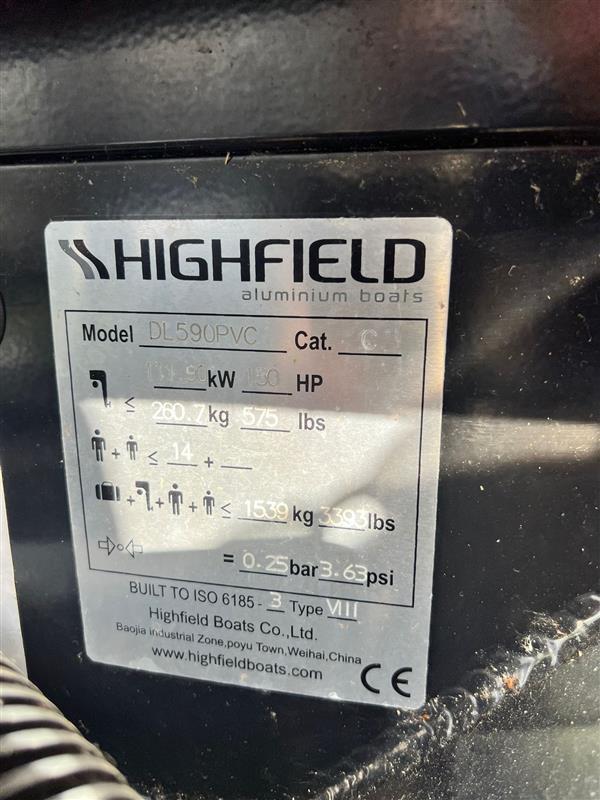 HIGHFIELD
aluminium boats
Model DL590PVC Cat. C
kW 150 HP
≤ 260.7 kg 575 lbs
+ ≤ 14 +
+ + + ≤ 1539 kg 3393 lbs
= 0.25 bar 3.63 psi
BUILT TO ISO 6185 - 3 Type VIII
Highfield Boats Co.,Ltd.
Baojia industrial Zone,poyu Town,Weihai,China
www.highfieldboats.com
CE